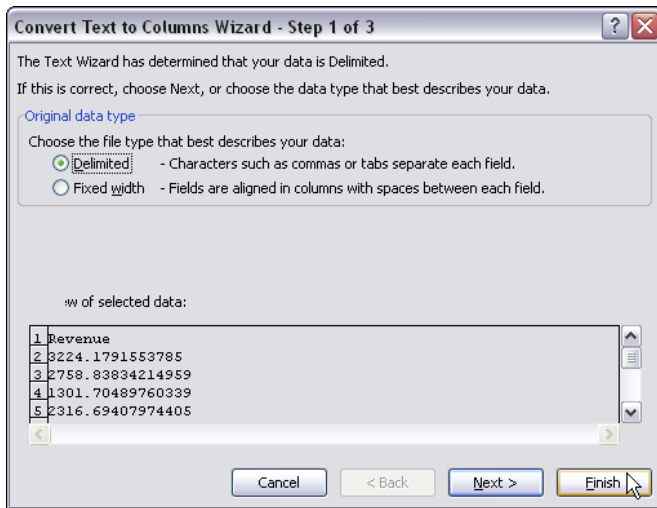 Convert Text to Columns Wizard - Step 1 of 3
The Text Wizard has determined that your data is Delimited.
If this is correct, choose Next, or choose the data type that best describes your data.
Original data type
Choose the file type that best describes your data:
Delimited - Characters such as commas or tabs separate each field.
Fixed width - Fields are aligned in columns with spaces between each field.
w of selected data:
1 Revenue
2 3224.1791553785
3 2758.83834214959
4 1301.70489760339
5 2316.69407974405
Cancel < Back Next > Finish